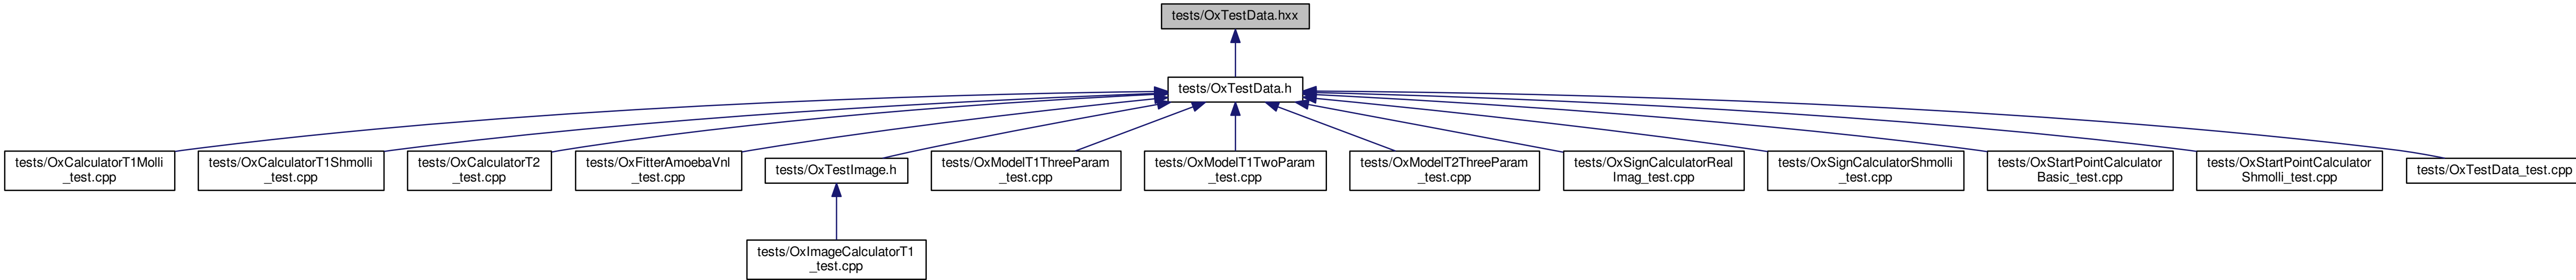 tests/OxTestData.hxx
tests/OxTestData.h
tests/OxCalculatorT1Molli
_test.cpp
tests/OxCalculatorT1Shmolli
_test.cpp
tests/OxCalculatorT2
_test.cpp
tests/OxFitterAmoebaVnl
_test.cpp
tests/OxTestImage.h
tests/OxModelT1ThreeParam
_test.cpp
tests/OxModelT1TwoParam
_test.cpp
tests/OxModelT2ThreeParam
_test.cpp
tests/OxSignCalculatorReal
Imag_test.cpp
tests/OxSignCalculatorShmolli
_test.cpp
tests/OxStartPointCalculator
Basic_test.cpp
tests/OxStartPointCalculator
Shmolli_test.cpp
tests/OxTestData_test.cpp
tests/OxImageCalculatorT1
_test.cpp